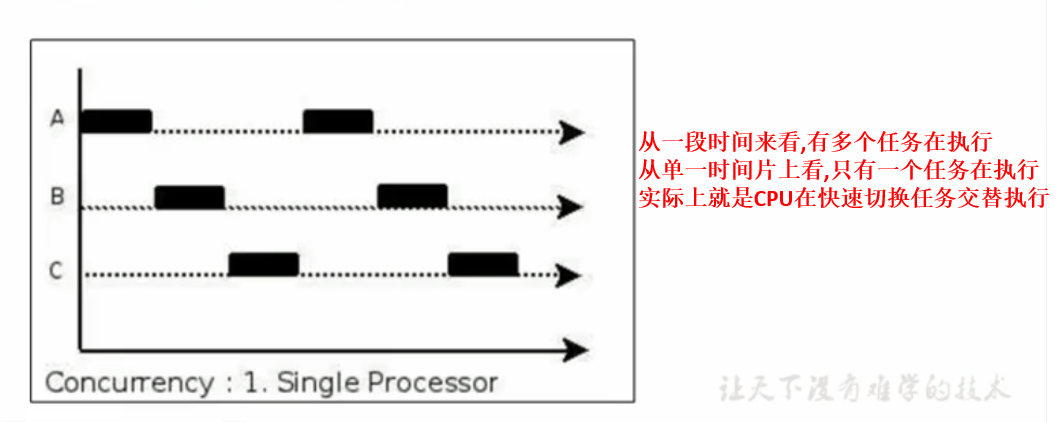 A
B
C
从一段时间来看,有多个任务在执行
从单一时间片上看,只有一个任务在执行
实际上就是CPU在快速切换任务交替执行
Concurrency : 1. Single Processor
让天下没有难学的技术